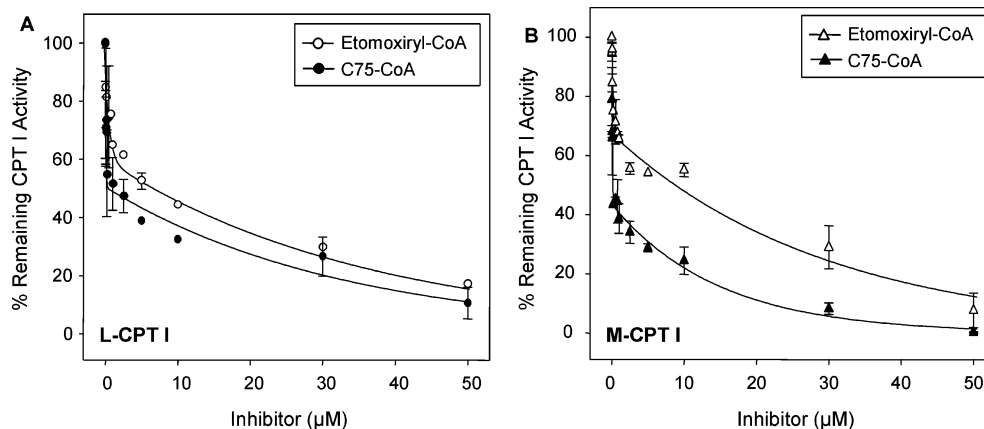 A
% Remaining CPT I Activity
100
80
60
40
20
0
Etomoxiryl-CoA
C75-CoA
L-CPT I
0 10 20 30 40 50
Inhibitor (µM)
B
% Remaining CPT I Activity
100
80
60
40
20
0
Etomoxiryl-CoA
C75-CoA
M-CPT I
0 10 20 30 40 50
Inhibitor (µM)